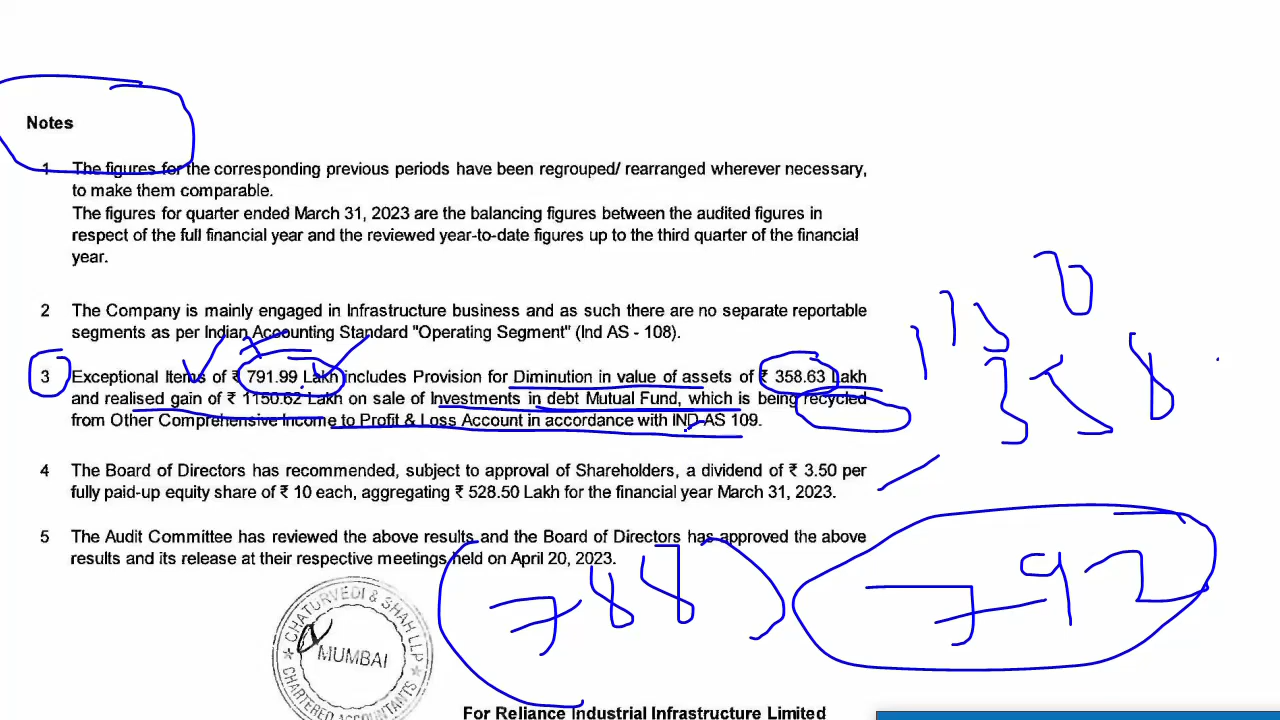 Notes
1 The figures for the corresponding previous periods have been regrouped/ rearranged wherever necessary,
to make them comparable.
The figures for quarter ended March 31, 2023 are the balancing figures between the audited figures in
respect of the full financial year and the reviewed year-to-date figures up to the third quarter of the financial
year.
2 The Company is mainly engaged in Infrastructure business and as such there are no separate reportable
segments as per Indian Accounting Standard "Operating Segment" (Ind AS - 108).
3 Exceptional Items of ₹ 791.99 Lakh includes Provision for Diminution in value of assets of ₹ 358.63 Lakh
and realised gain of ₹ 1150.62 Lakh on sale of Investments in debt Mutual Fund, which is being recycled
from Other Comprehensive Income to Profit & Loss Account in accordance with IND AS 109.
4 The Board of Directors has recommended, subject to approval of Shareholders, a dividend of ₹ 3.50 per
fully paid-up equity share of ₹ 10 each, aggregating ₹ 528.50 Lakh for the financial year March 31, 2023.
5 The Audit Committee has reviewed the above results and the Board of Directors has approved the above
results and its release at their respective meetings held on April 20, 2023.
788
792
CHATURVEDI & SHAH LLP
MUMBAI
CHARTERED ACCOUNTANTS
For Reliance Industrial Infrastructure Limited